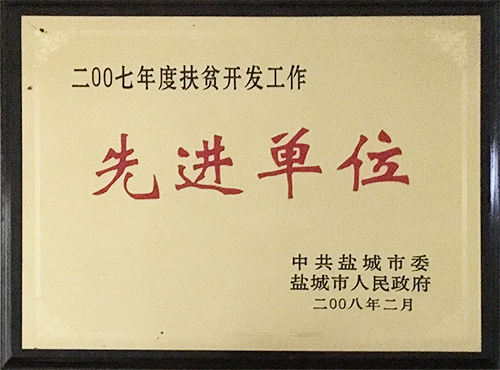 二00七年度扶贫开发工作
先进单位
中共盐城市委
盐城市人民政府
二00八年二月